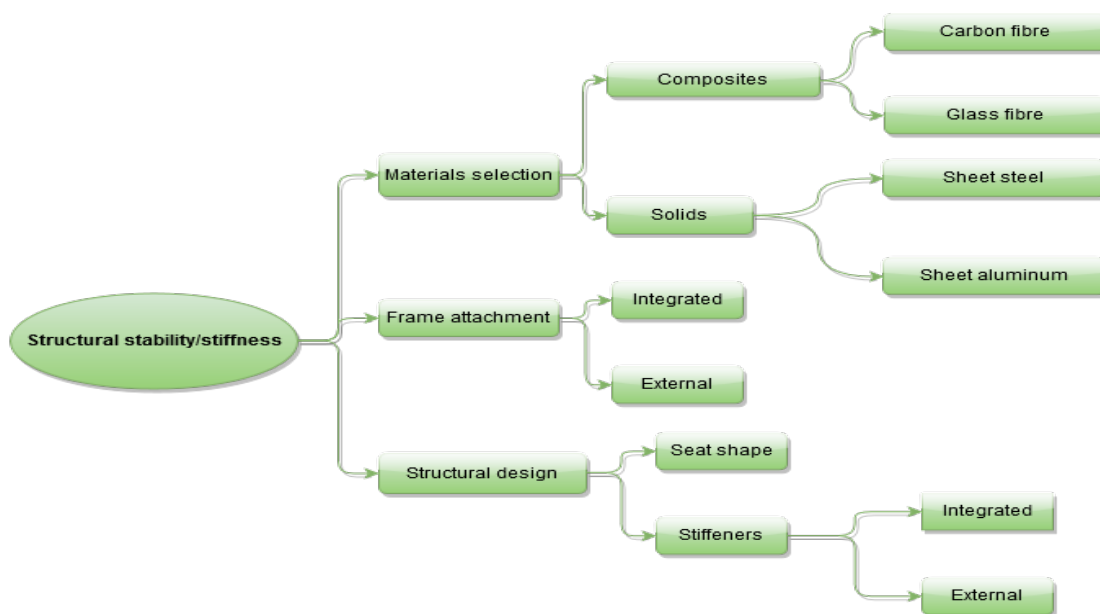 Carbon fibre
Composites
Glass fibre
Materials selection
Sheet steel
Solids
Sheet aluminum
Integrated
Frame attachment
Structural stability/stiffness
External
Seat shape
Structural design
Integrated
Stiffeners
External